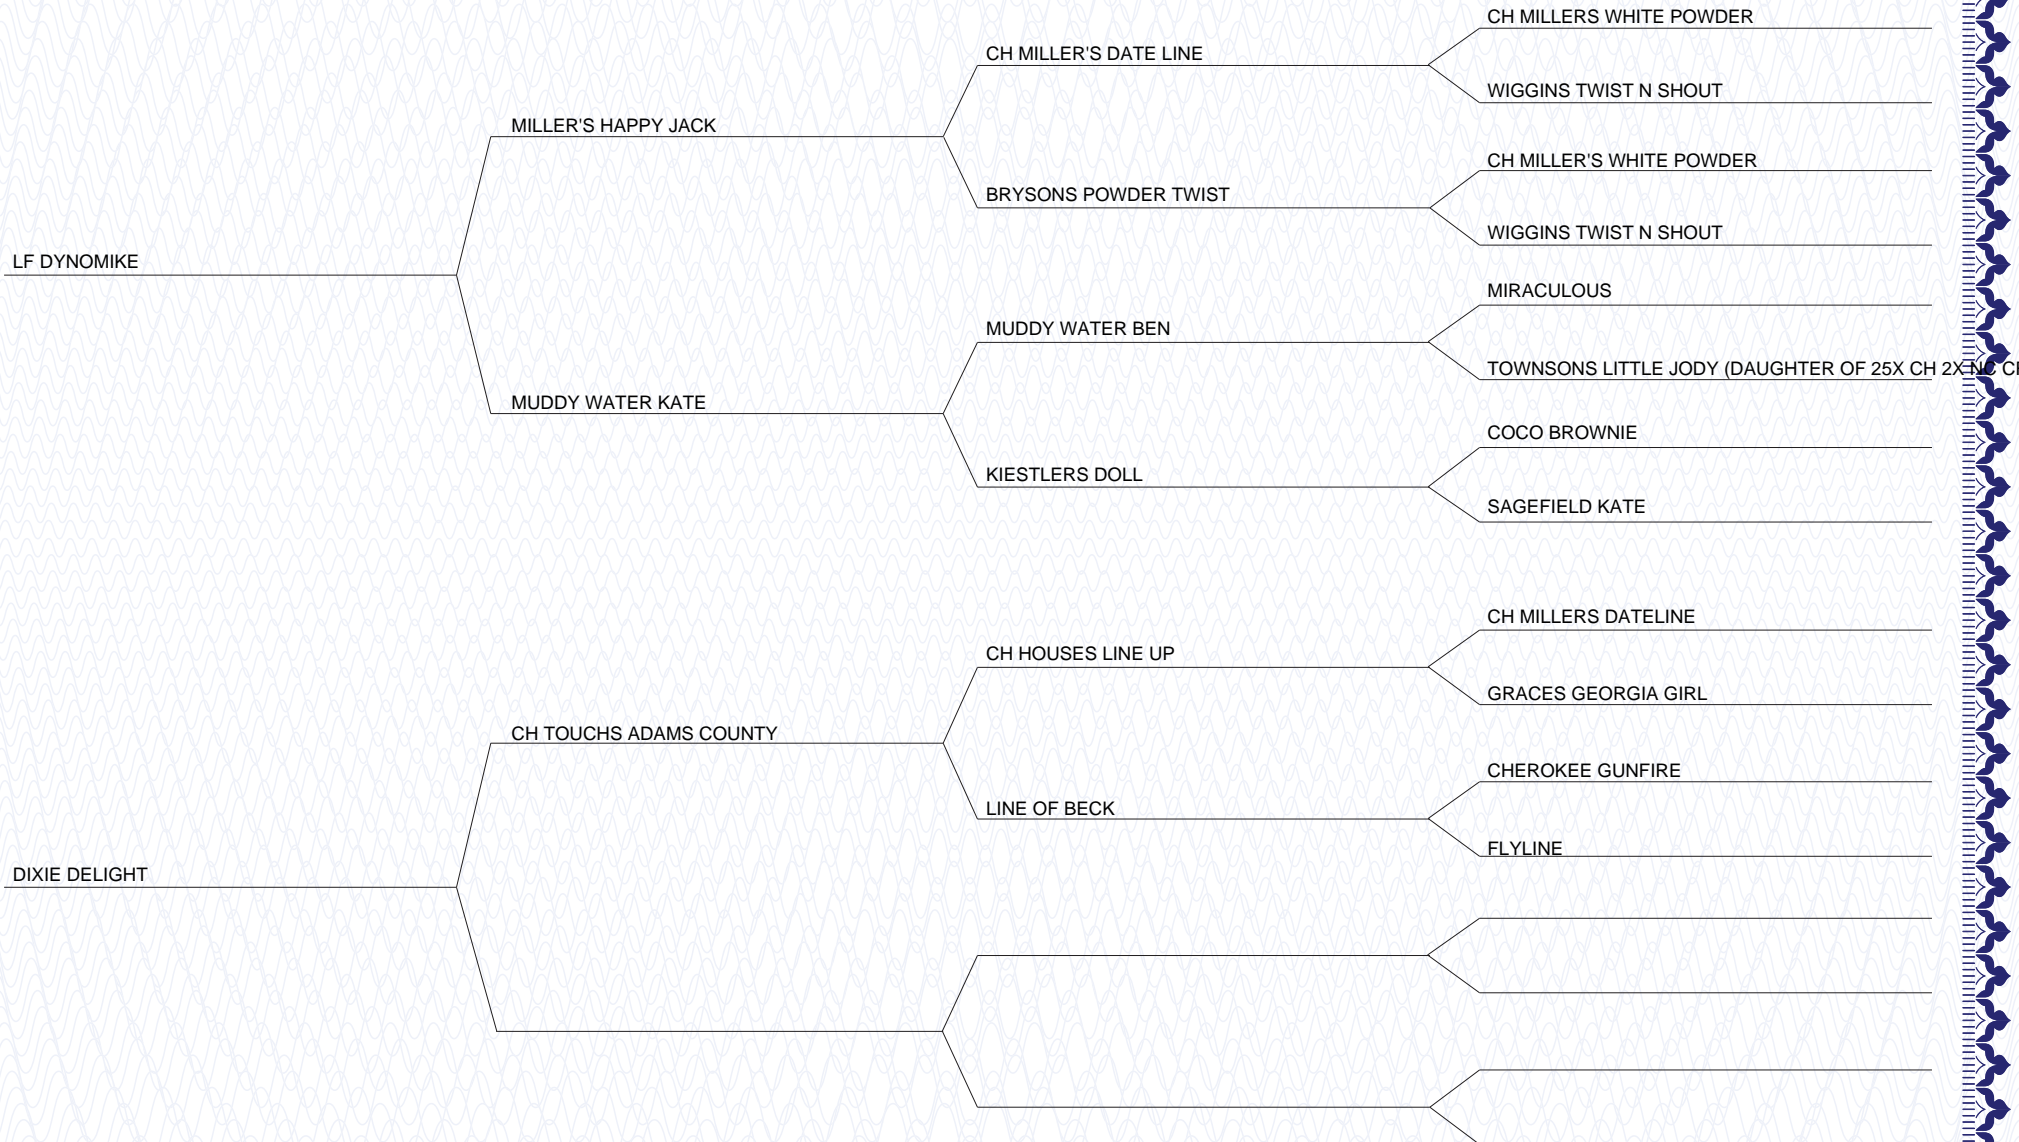 CH MILLERS WHITE POWDER
CH MILLER'S DATE LINE
WIGGINS TWIST N SHOUT
MILLER'S HAPPY JACK
CH MILLER'S WHITE POWDER
BRYSONS POWDER TWIST
WIGGINS TWIST N SHOUT
LF DYNOMIKE
MIRACULOUS
MUDDY WATER BEN
TOWNSONS LITTLE JODY (DAUGHTER OF 25X CH 2X NC CH
MUDDY WATER KATE
COCO BROWNIE
KIESTLERS DOLL
SAGEFIELD KATE
CH MILLERS DATELINE
CH HOUSES LINE UP
GRACES GEORGIA GIRL
CH TOUCHS ADAMS COUNTY
CHEROKEE GUNFIRE
LINE OF BECK
FLYLINE
DIXIE DELIGHT